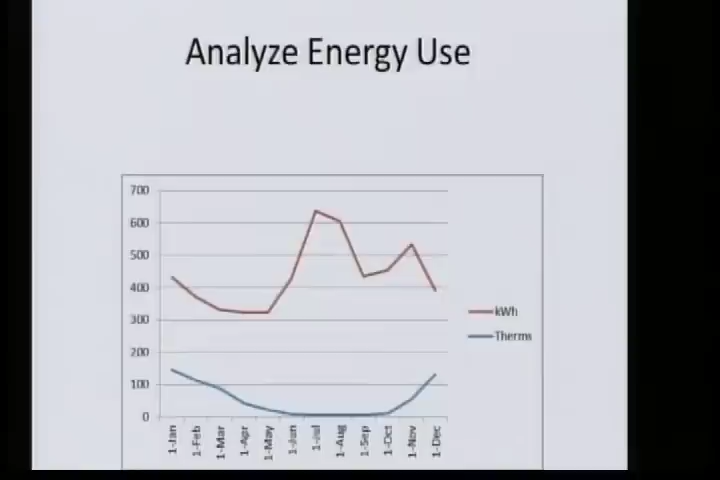 Analyze Energy Use
700
600
500
400
300
200
100
0
kWh
Therms
1-Jan
1-Feb
1-Mar
1-Apr
1-May
1-Jun
1-Jul
1-Aug
1-Sep
1-Oct
1-Nov
1-Dec